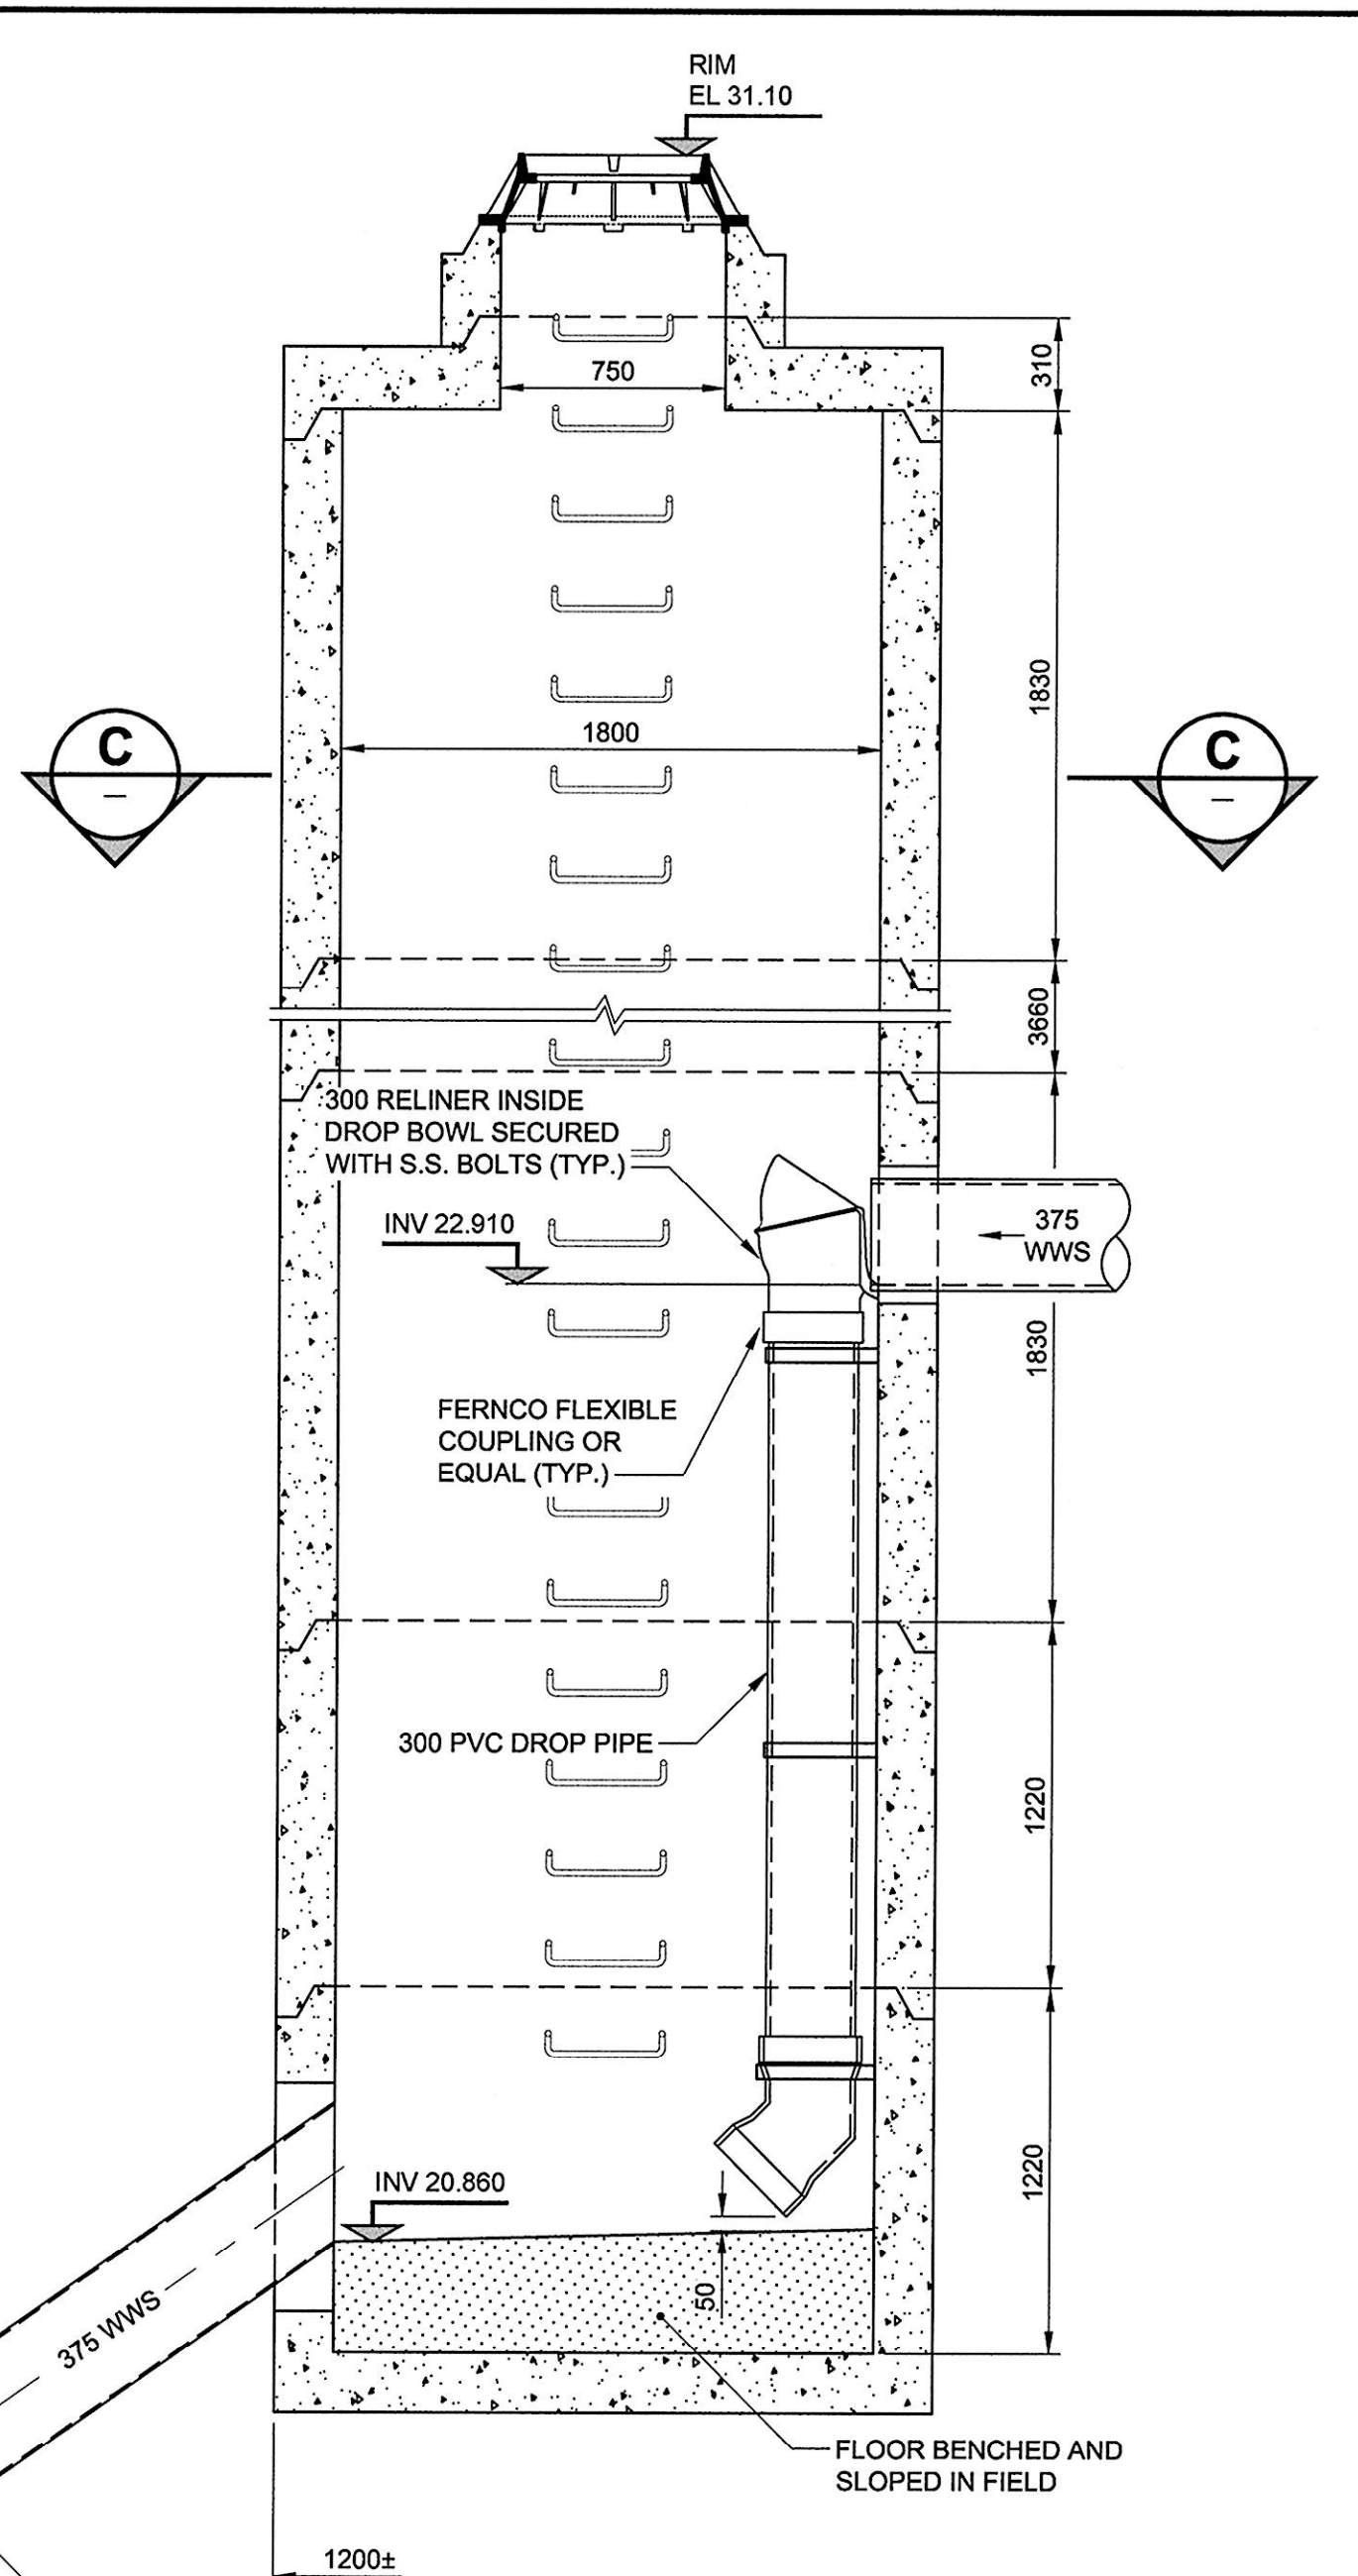 RIM
EL 31.10
310
750
1830
C
–
C
–
1800
3660
300 RELINER INSIDE
DROP BOWL SECURED
WITH S.S. BOLTS (TYP.)
INV 22.910
375
WWS
1830
FERNCO FLEXIBLE
COUPLING OR
EQUAL (TYP.)
300 PVC DROP PIPE
1220
1220
INV 20.860
50
375 WWS
FLOOR BENCHED AND
SLOPED IN FIELD
1200±